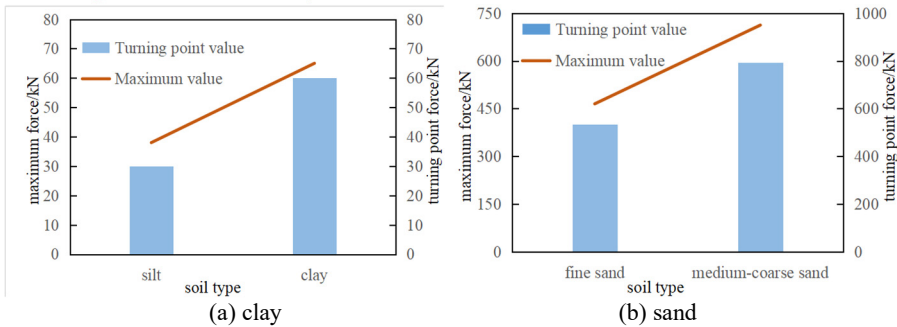 80
70
60
50
40
30
20
10
0
maximum force/kN
Turning point value
Maximum value
80
70
60
50
40
30
20
10
0
turning point force/kN
silt
clay
soil type
(a) clay
750
600
450
300
150
0
maximum force/kN
Turning point value
Maximum value
1000
800
600
400
200
0
turning point force/kN
fine sand
medium-coarse sand
soil type
(b) sand